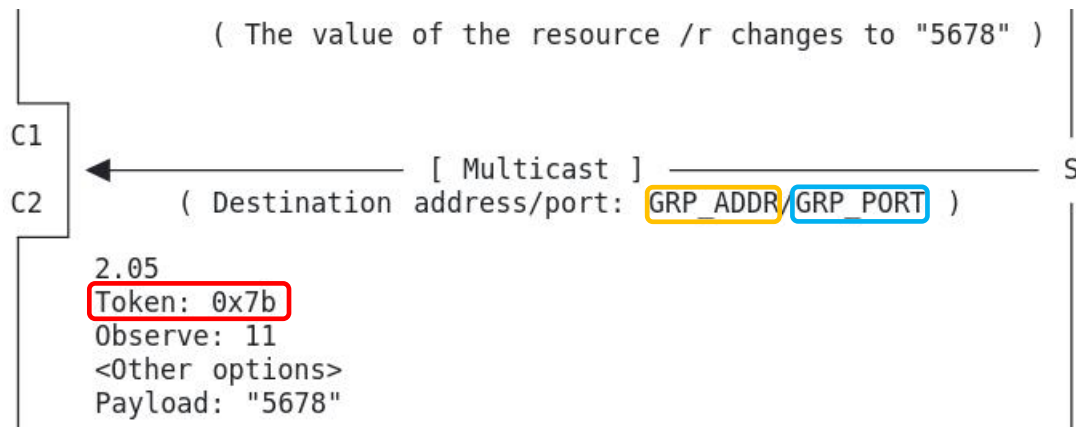 ( The value of the resource /r changes to "5678" )
C1
[ Multicast ] S
C2 ( Destination address/port: GRP_ADDR/GRP_PORT )
2.05
Token: 0x7b
Observe: 11
<Other options>
Payload: "5678"